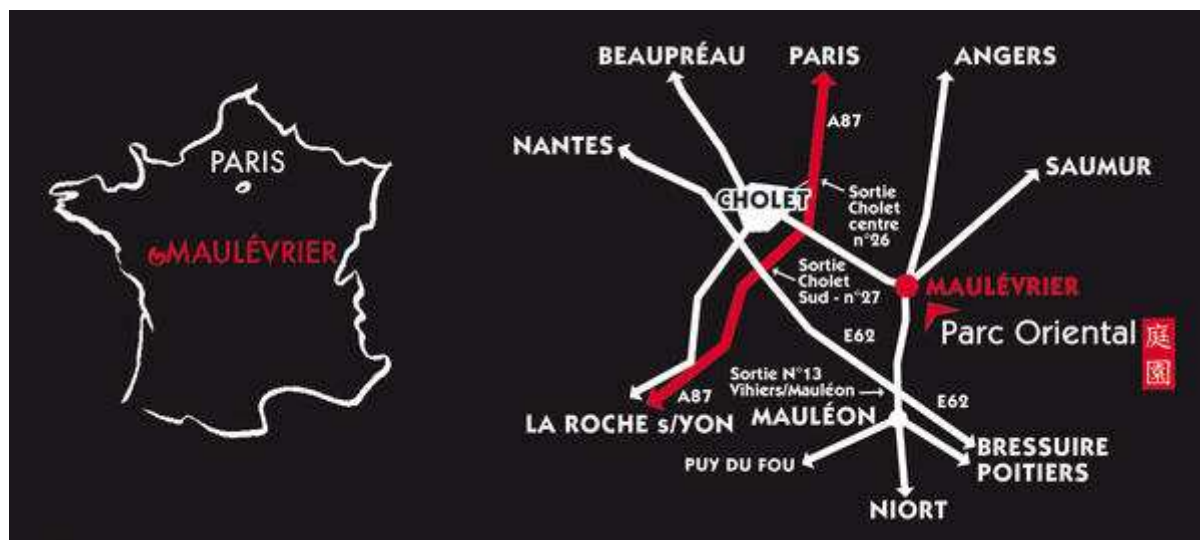 PARIS
MAULÉVRIER
BEAUPRÉAU
PARIS
ANGERS
A87
NANTES
SAUMUR
CHOLET
Sortie
Cholet
centre
n°26
Sortie
Cholet
Sud - n°27
MAULÉVRIER
Parc Oriental
庭
園
E62
Sortie N°13
Vihiers/Mauléon
A87
E62
LA ROCHE s/YON
MAULÉON
BRESSUIRE
POITIERS
PUY DU FOU
NIORT